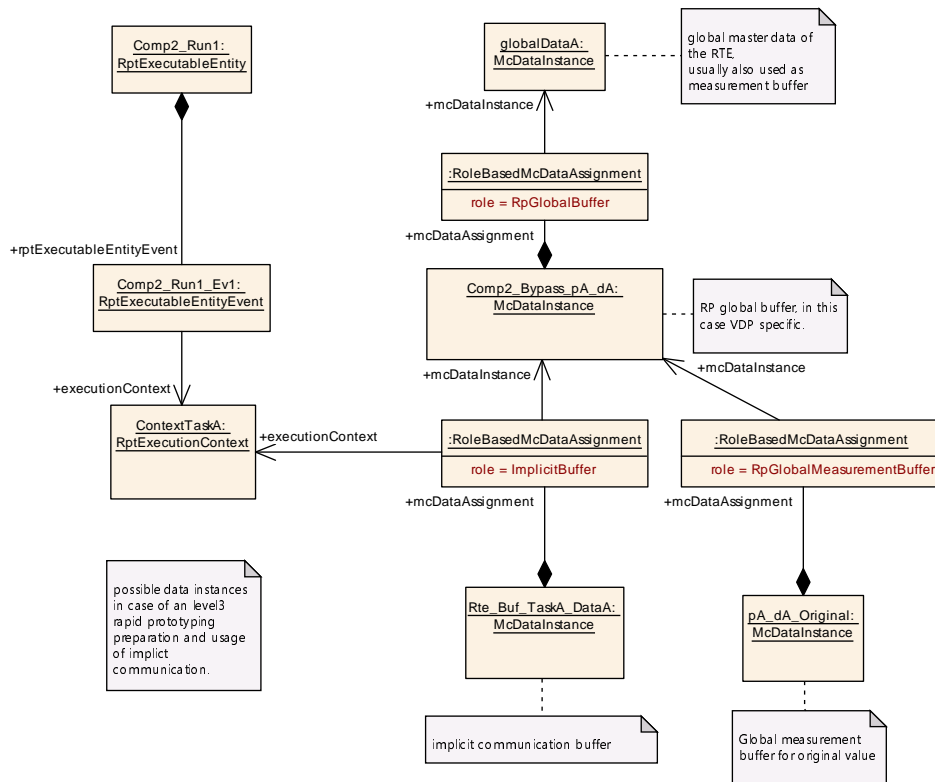 Comp2_Run1:
RptExecutableEntity
globalDataA:
McDataInstance
global master data of
the RTE,
usually also used as
measurement buffer
+mcDataInstance
:RoleBasedMcDataAssignment
role = RpGlobalBuffer
+mcDataAssignment
+rptExecutableEntityEvent
Comp2_Run1_Ev1:
RptExecutableEntityEvent
Comp2_Bypass_pA_dA:
McDataInstance
RP global buffer, in this
case VDP specific.
+mcDataInstance
+mcDataInstance
+executionContext
ContextTaskA:
RptExecutionContext
+executionContext
:RoleBasedMcDataAssignment
role = ImplicitBuffer
:RoleBasedMcDataAssignment
role = RpGlobalMeasurementBuffer
+mcDataAssignment
+mcDataAssignment
possible data instances
in case of an level3
rapid prototyping
preparation and usage
of implict
communication.
Rte_Buf_TaskA_DataA:
McDataInstance
pA_dA_Original:
McDataInstance
implicit communication buffer
Global measurement
buffer for original value